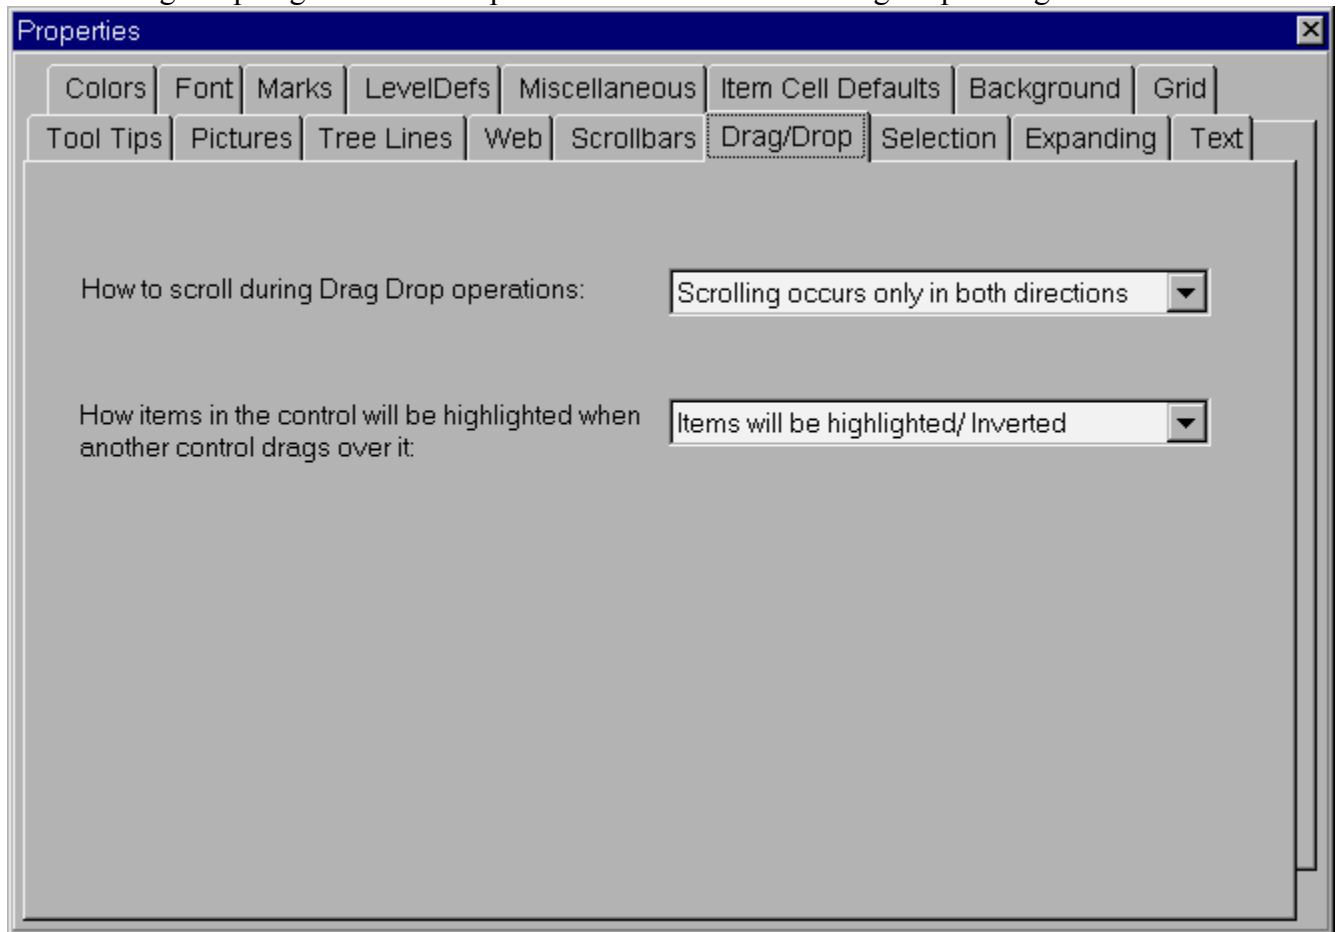 Properties
Colors Font Marks LevelDefs Miscellaneous Item Cell Defaults Background Grid
Tool Tips Pictures Tree Lines Web Scrollbars Drag/Drop Selection Expanding Text
How to scroll during Drag Drop operations: Scrolling occurs only in both directions
How items in the control will be highlighted when
another control drags over it:
Items will be highlighted/ Inverted